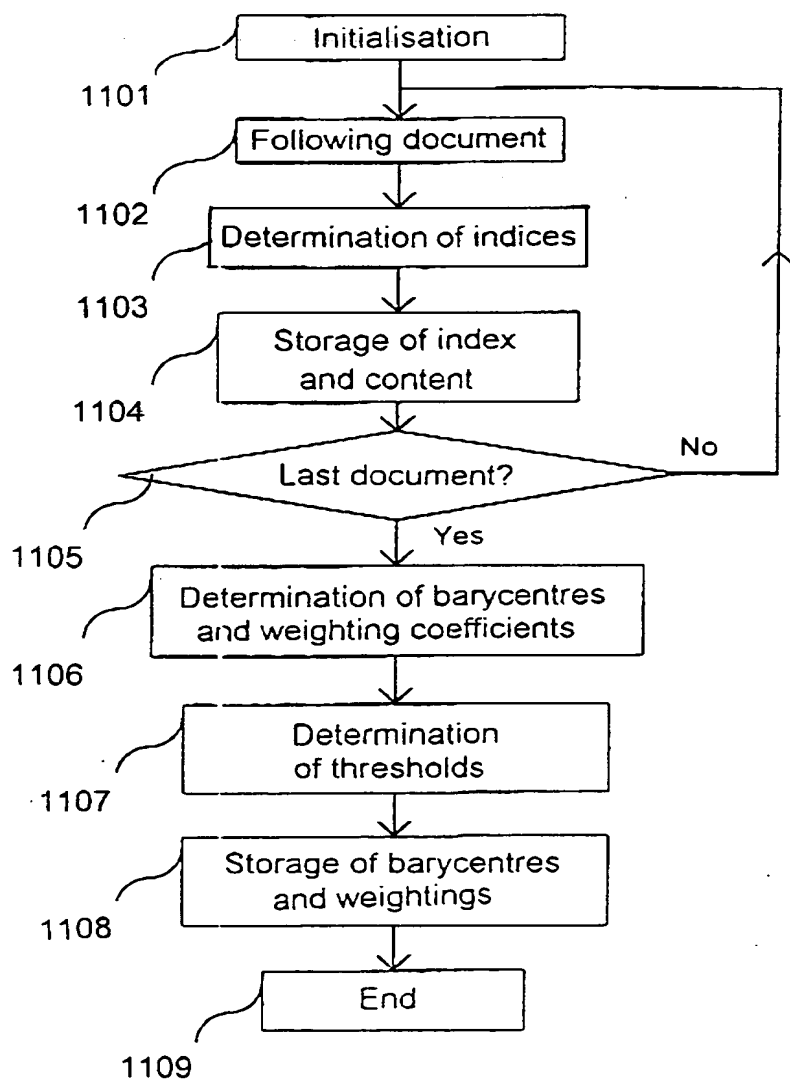 Initialisation
1101
Following document
1102
Determination of indices
1103
Storage of index
and content
1104
No
Last document?
1105
Yes
Determination of barycentres
and weighting coefficients
1106
Determination
of thresholds
1107
Storage of barycentres
and weightings
1108
End
1109